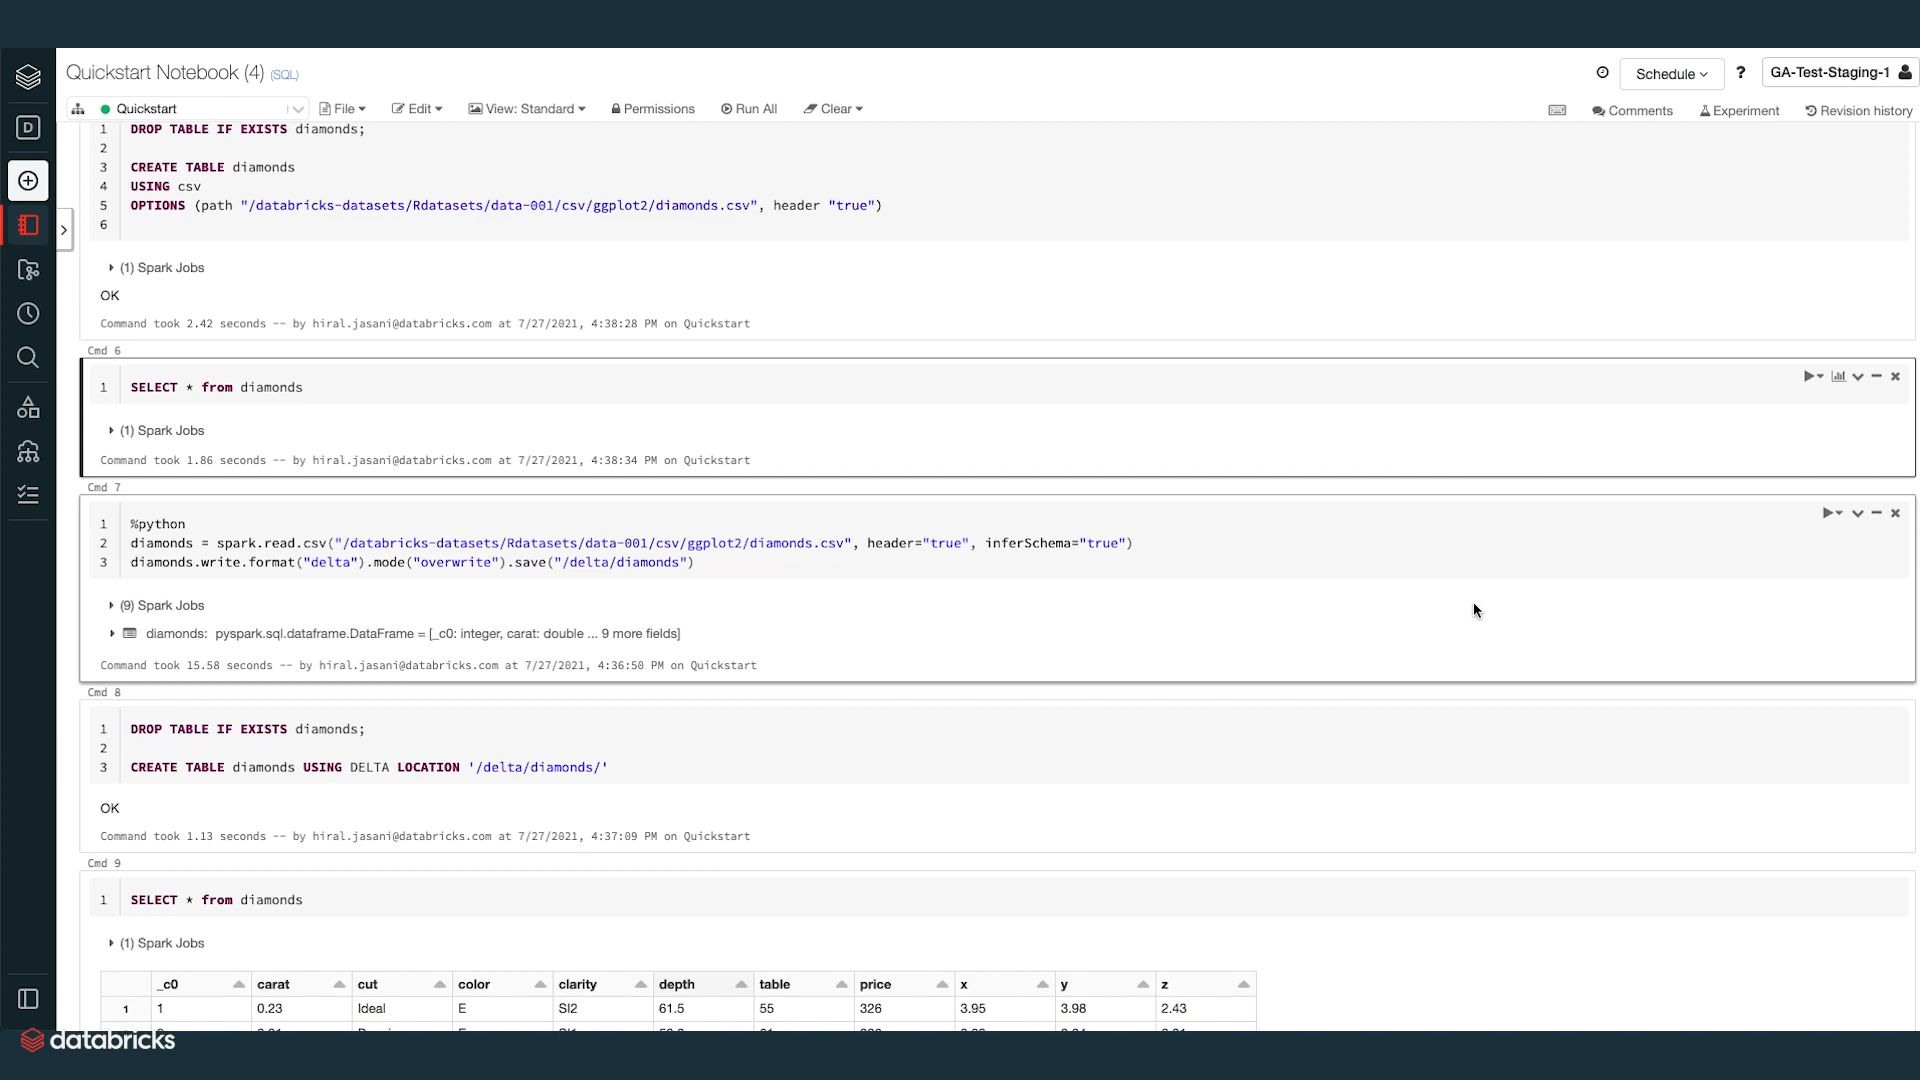 Quickstart Notebook (4) (SQL)
Schedule
?
GA-Test-Staging-1
Quickstart
File
Edit
View: Standard
Permissions
Run All
Clear
Comments
Experiment
Revision history
D
1 DROP TABLE IF EXISTS diamonds;
2
3 CREATE TABLE diamonds
4 USING csv
5 OPTIONS (path "/databricks-datasets/Rdatasets/data-001/csv/ggplot2/diamonds.csv", header "true")
6
(1) Spark Jobs
OK
Command took 2.42 seconds -- by hiral.jasani@databricks.com at 7/27/2021, 4:38:28 PM on Quickstart
Cmd 6
1 SELECT * from diamonds
(1) Spark Jobs
Command took 1.86 seconds -- by hiral.jasani@databricks.com at 7/27/2021, 4:38:34 PM on Quickstart
Cmd 7
1 %python
2 diamonds = spark.read.csv("/databricks-datasets/Rdatasets/data-001/csv/ggplot2/diamonds.csv", header="true", inferSchema="true")
3 diamonds.write.format("delta").mode("overwrite").save("/delta/diamonds")
(9) Spark Jobs
diamonds: pyspark.sql.dataframe.DataFrame = [_c0: integer, carat: double ... 9 more fields]
Command took 15.58 seconds -- by hiral.jasani@databricks.com at 7/27/2021, 4:36:50 PM on Quickstart
Cmd 8
1 DROP TABLE IF EXISTS diamonds;
2
3 CREATE TABLE diamonds USING DELTA LOCATION '/delta/diamonds/'
OK
Command took 1.13 seconds -- by hiral.jasani@databricks.com at 7/27/2021, 4:37:09 PM on Quickstart
Cmd 9
1 SELECT * from diamonds
(1) Spark Jobs
_c0 carat cut color clarity depth table price x y z
1 1 0.23 Ideal E SI2 61.5 55 326 3.95 3.98 2.43
databricks